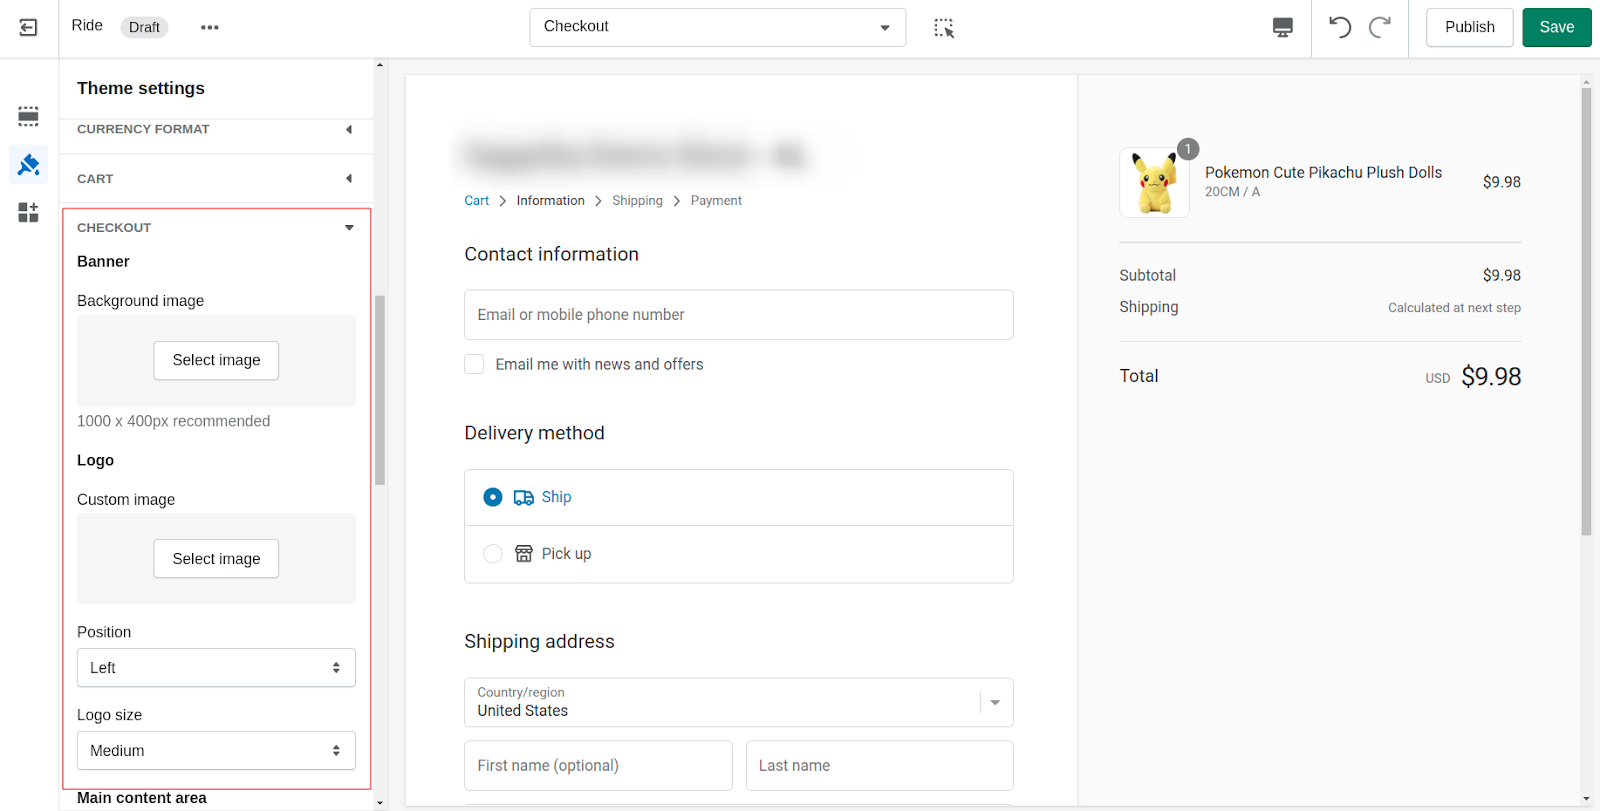 Ride
Draft
Checkout
Publish
Save
Theme settings
CURRENCY FORMAT
CART
CHECKOUT
Banner
Background image
Select image
1000 x 400px recommended
Logo
Custom image
Select image
Position
Left
Logo size
Medium
Main content area
Cart > Information > Shipping > Payment
Contact information
Email or mobile phone number
Email me with news and offers
Delivery method
Ship
Pick up
Shipping address
Country/region
United States
First name (optional)
Last name
1
Pokemon Cute Pikachu Plush Dolls
20CM / A
$9.98
Subtotal $9.98
Shipping Calculated at next step
Total USD $9.98